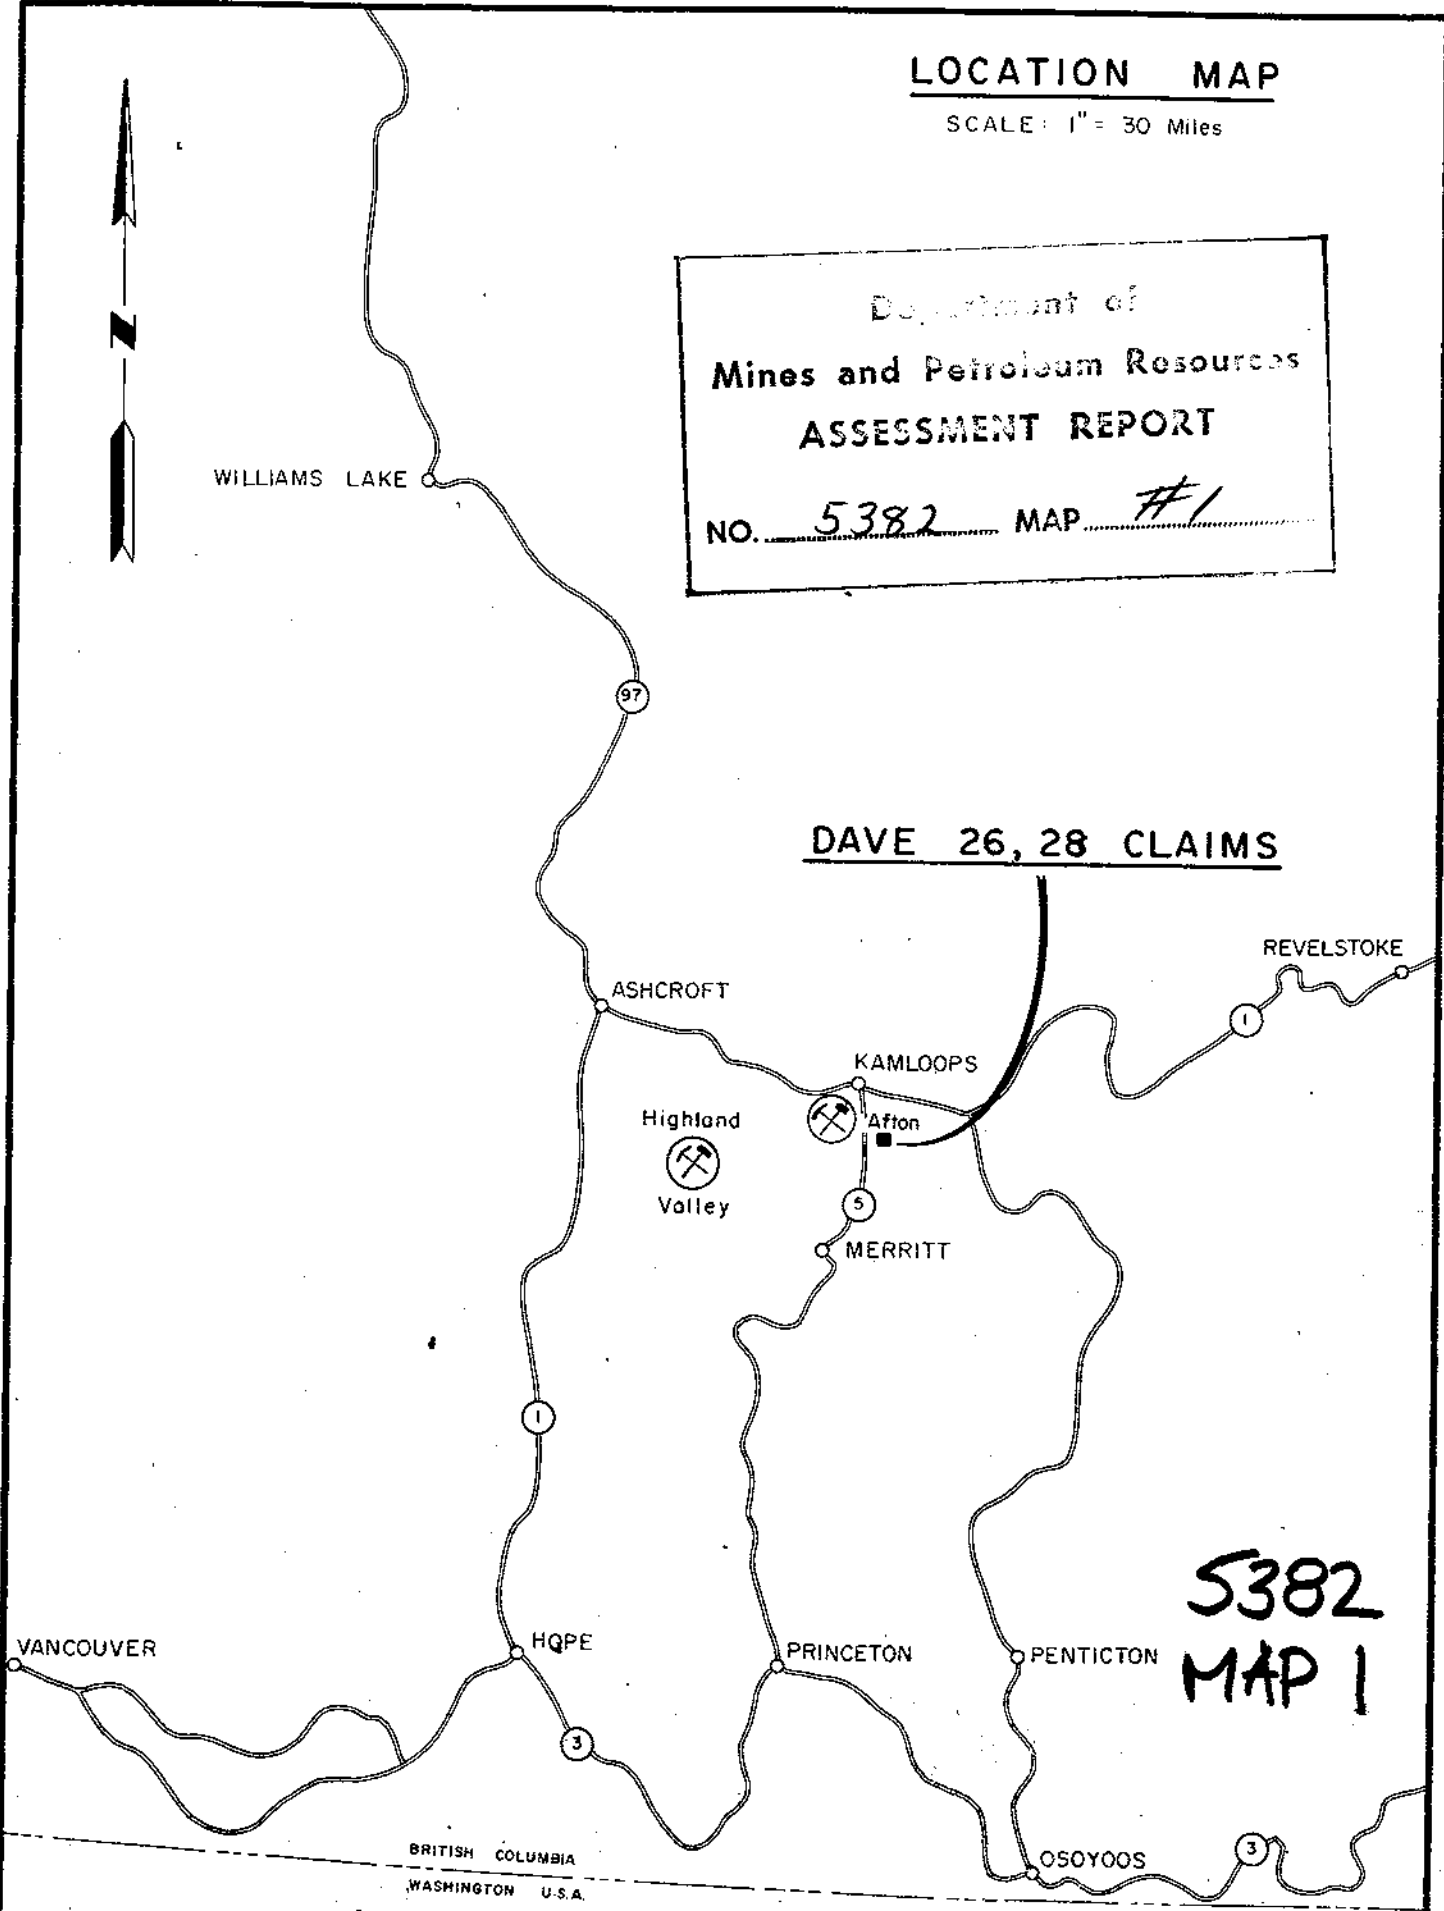 LOCATION MAP
SCALE: 1" = 30 Miles
N
Department of
Mines and Petroleum Resources
ASSESSMENT REPORT
NO. 5382 MAP #1
WILLIAMS LAKE
97
DAVE 26, 28 CLAIMS
REVELSTOKE
ASHCROFT
1
KAMLOOPS
Highland
Valley
Afton
5
MERRITT
1
5382
MAP 1
VANCOUVER
HOPE
PRINCETON
PENTICTON
3
BRITISH COLUMBIA
WASHINGTON U.S.A.
OSOYOOS
3